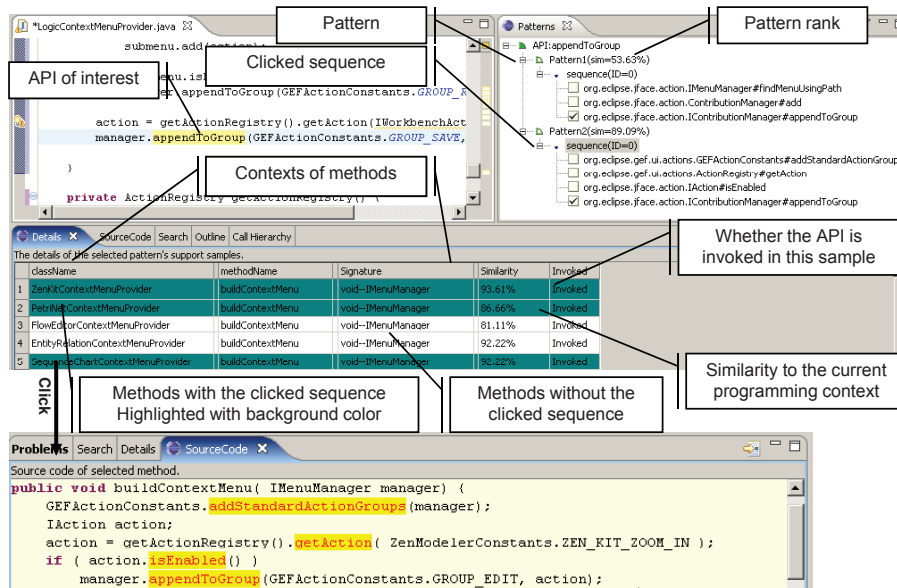 *LogicContextMenuProvider.java
submenu.add(action);
Pattern
Patterns
Pattern rank
API:appendToGroup
Pattern1(sim=53.63%)
Clicked sequence
sequence(ID=0)
API of interest
appendToGroup(GEFActionConstants.GROUP_R
org.eclipse.jface.action.IMenuManager#findMenuUsingPath
org.eclipse.jface.action.ContributionManager#add
org.eclipse.jface.action.IContributionManager#appendToGroup
action = getActionRegistry().getAction(IWorkbenchAct
manager.appendToGroup(GEFActionConstants.GROUP_SAVE,
}
Pattern2(sim=89.09%)
sequence(ID=0)
org.eclipse.gef.ui.actions.GEFActionConstants#addStandardActionGroup
org.eclipse.gef.ui.actions.ActionRegistry#getAction
org.eclipse.jface.action.IAction#isEnabled
org.eclipse.jface.action.IContributionManager#appendToGroup
Contexts of methods
private ActionRegistry getActionRegistry() {
Details SourceCode Search Outline Call Hierarchy
The details of the selected pattern's support samples.
Whether the API is
invoked in this sample
className methodName Signature Similarity Invoked
1 ZenKitContextMenuProvider buildContextMenu void--IMenuManager 93.61% Invoked
2 PetriNetContextMenuProvider buildContextMenu void--IMenuManager 86.66% Invoked
3 FlowEditorContextMenuProvider buildContextMenu void--IMenuManager 81.11% Invoked
4 EntityRelationContextMenuProvider buildContextMenu void--IMenuManager 92.22% Invoked
5 SequenceChartContextMenuProvider buildContextMenu void--IMenuManager 92.22% Invoked
Similarity to the current
programming context
Click
Methods with the clicked sequence
Highlighted with background color
Methods without the
clicked sequence
Problems Search Details SourceCode
Source code of selected method.
public void buildContextMenu( IMenuManager manager) {
GEFActionConstants.addStandardActionGroups(manager);
IAction action;
action = getActionRegistry().getAction( ZenModelerConstants.ZEN_KIT_ZOOM_IN );
if ( action.isEnabled() )
manager.appendToGroup(GEFActionConstants.GROUP_EDIT, action);